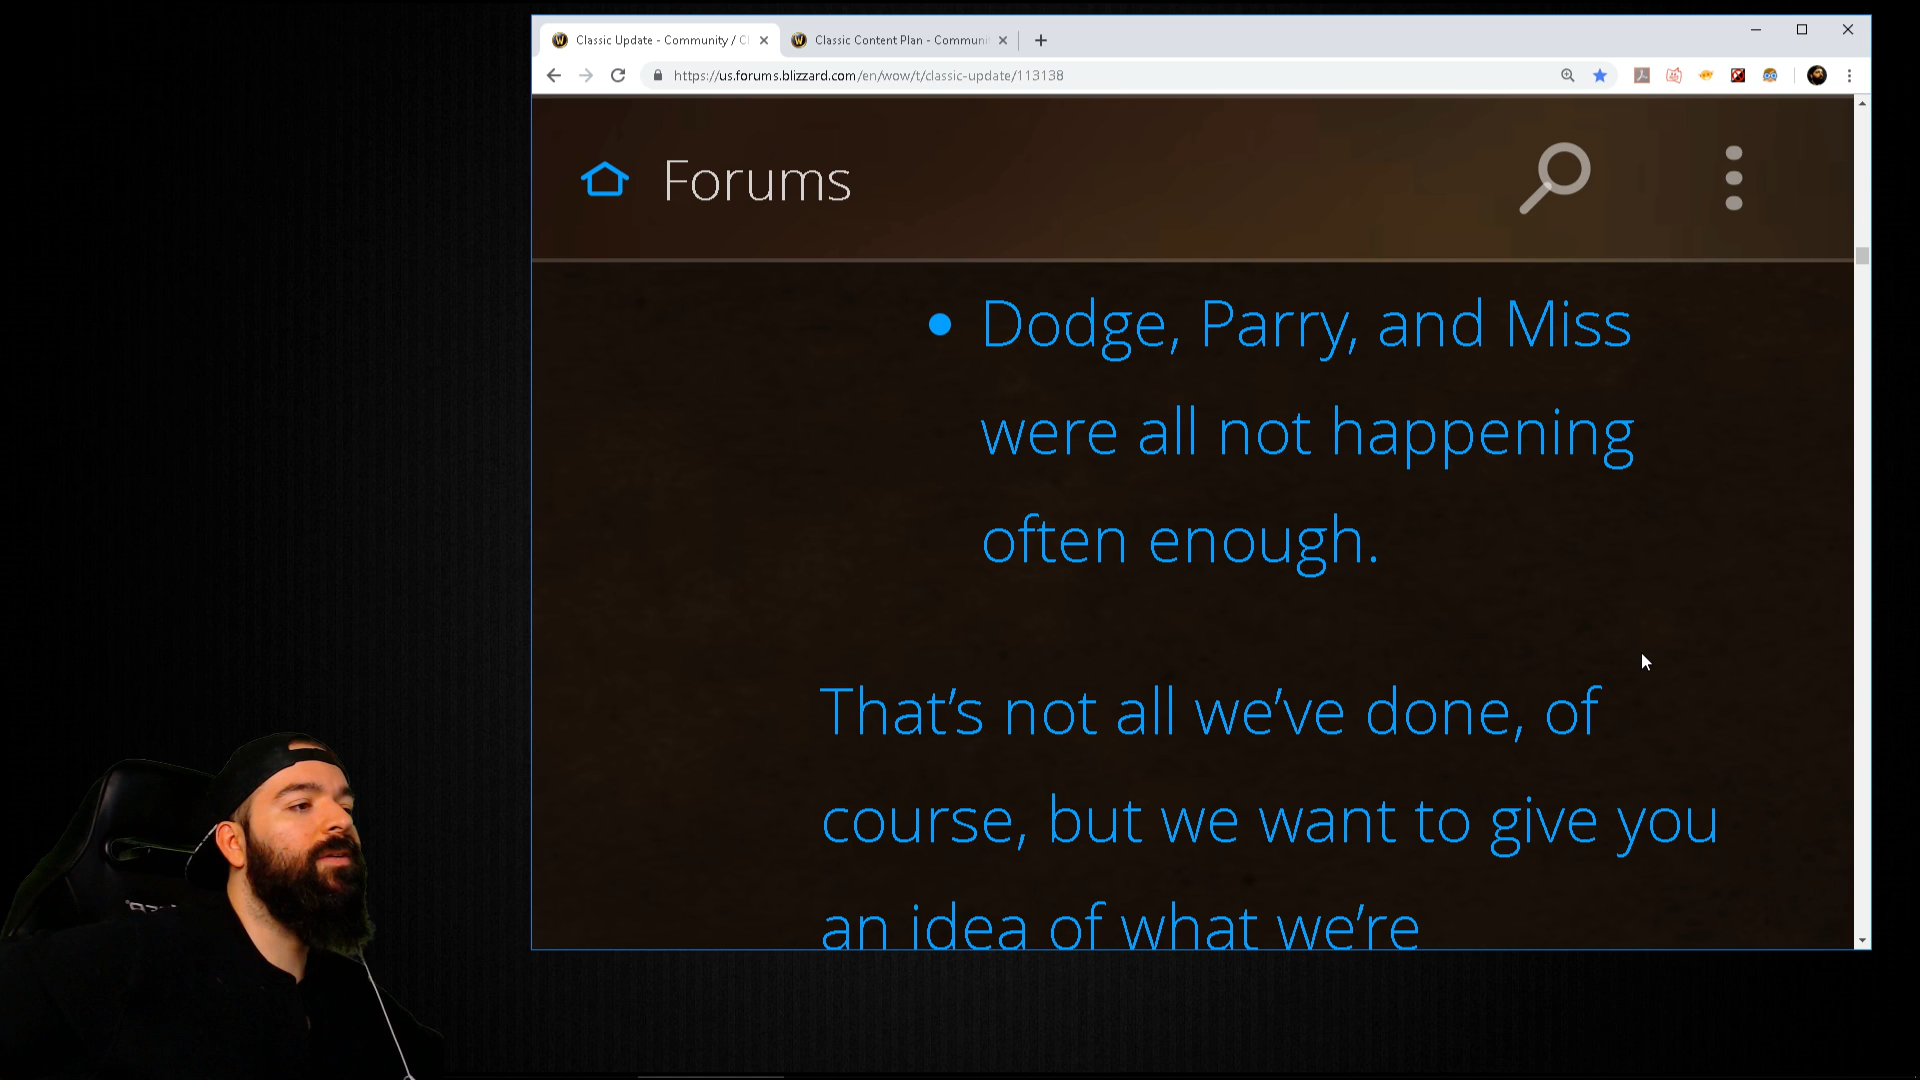 Classic Update - Community / Cl
Classic Content Plan - Communi
https://us.forums.blizzard.com/en/wow/t/classic-update/113138
Forums
• Dodge, Parry, and Miss
were all not happening
often enough.
That's not all we've done, of
course, but we want to give you
an idea of what we're